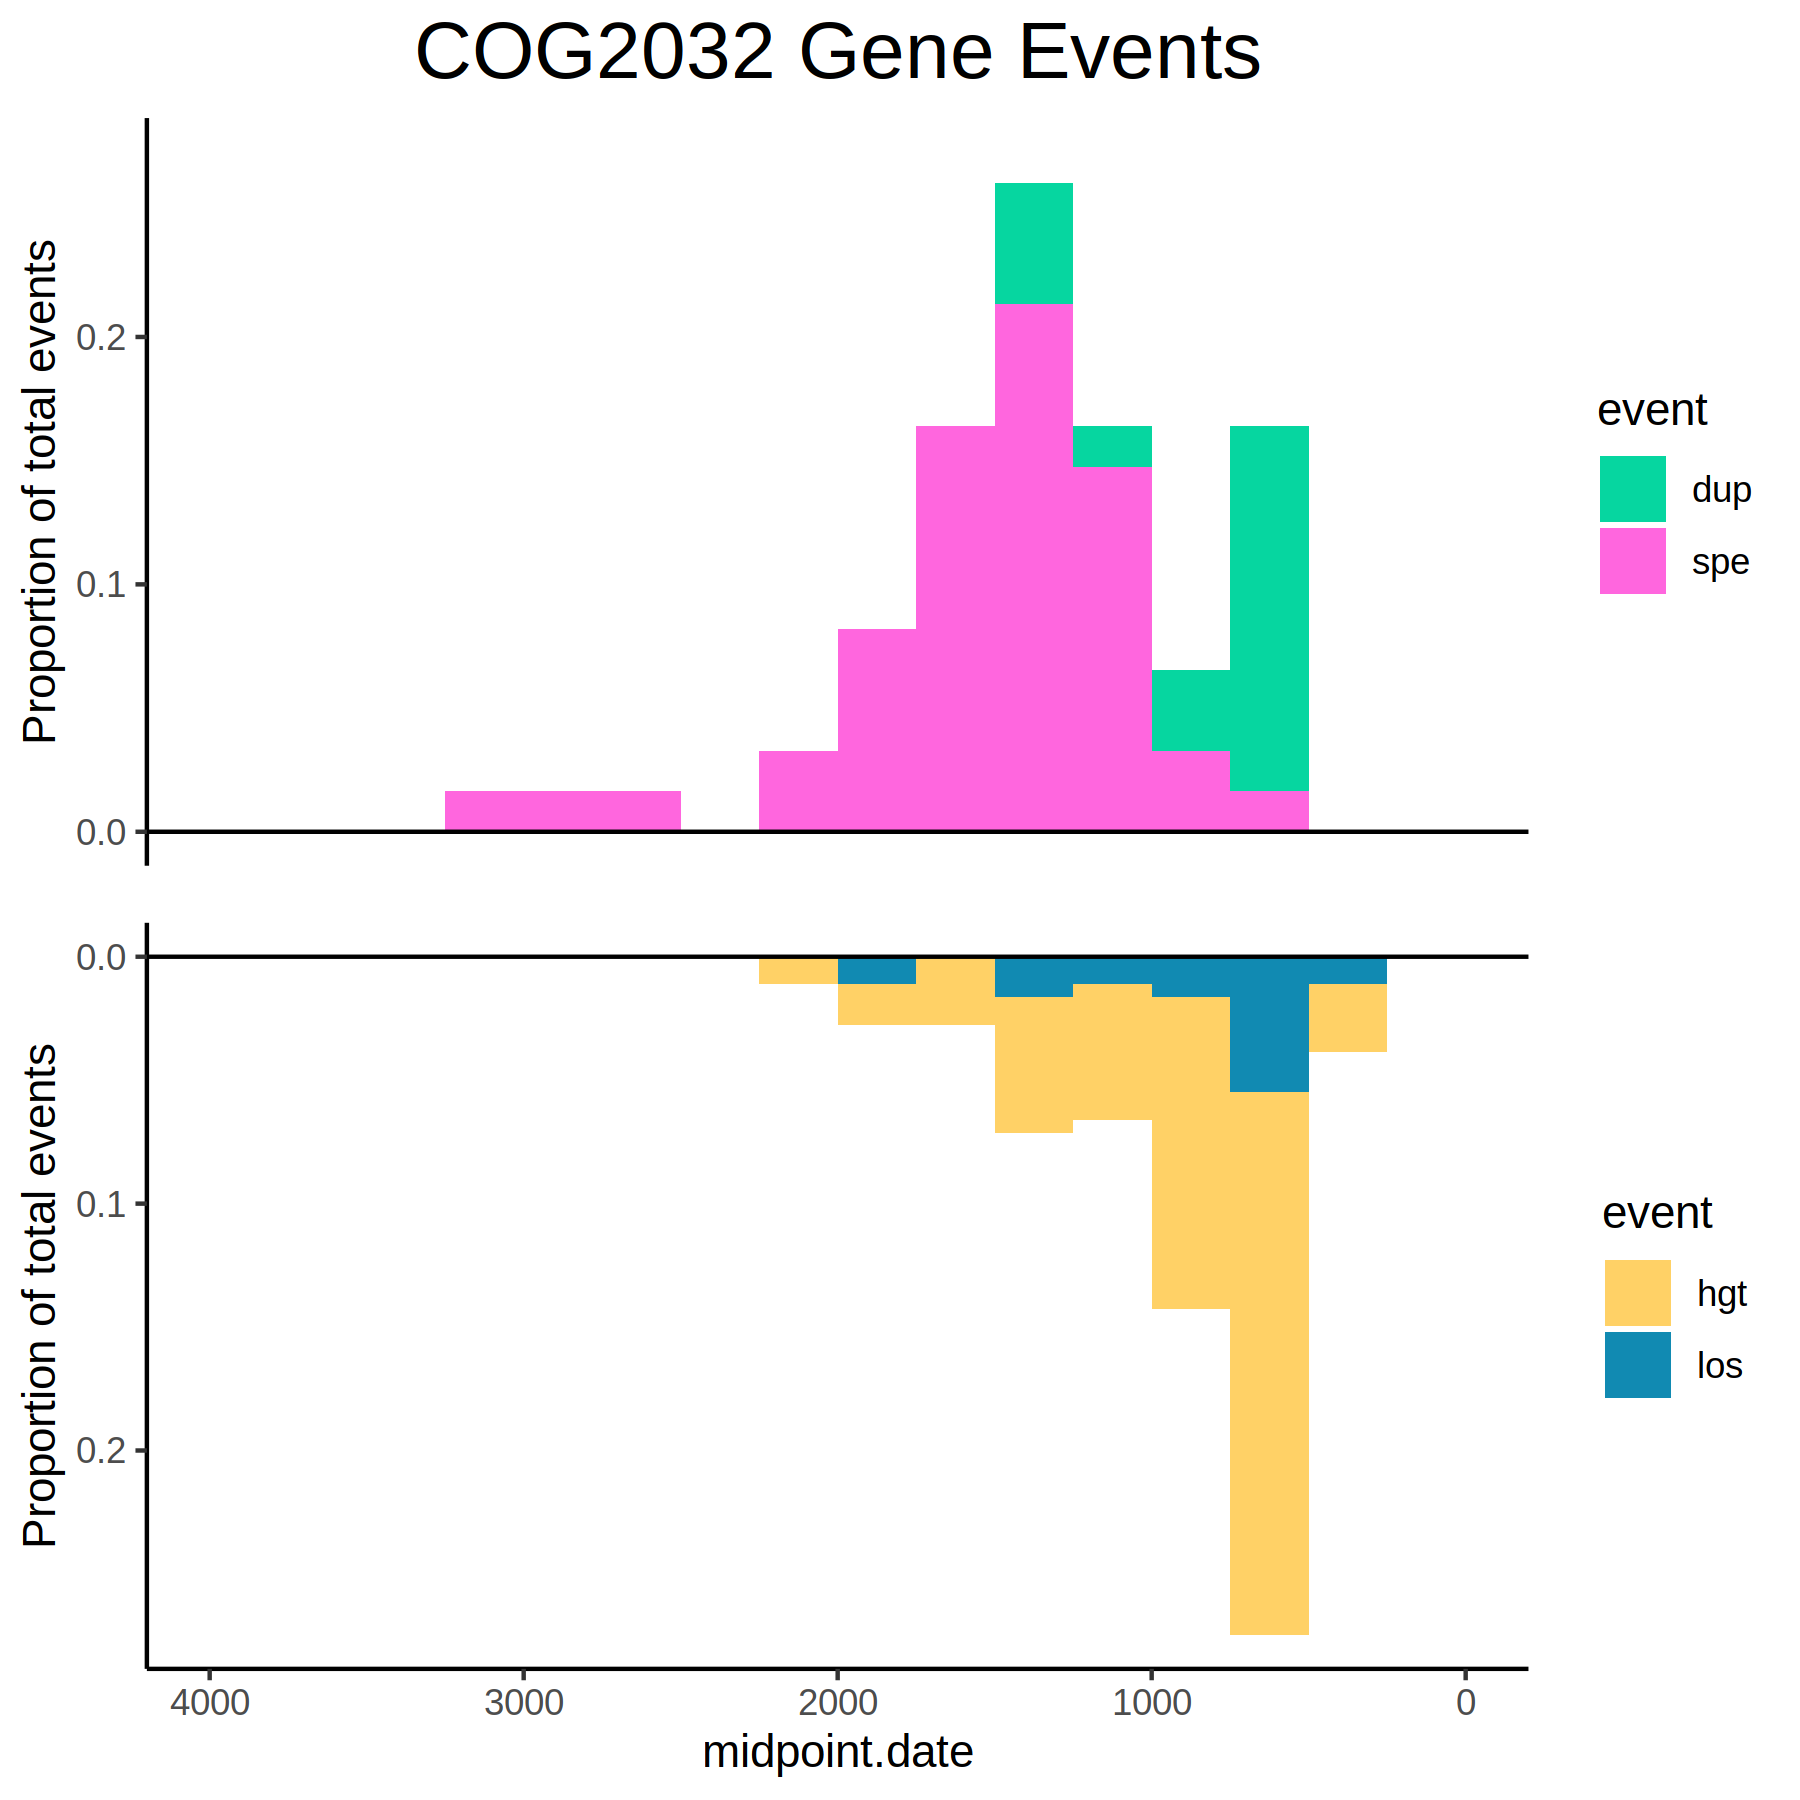 COG2032 Gene Events
Proportion of total events
0.2
0.1
0.0
event
dup
spe
Proportion of total events
0.0
0.1
0.2
event
hgt
los
4000 3000 2000 1000 0
midpoint.date